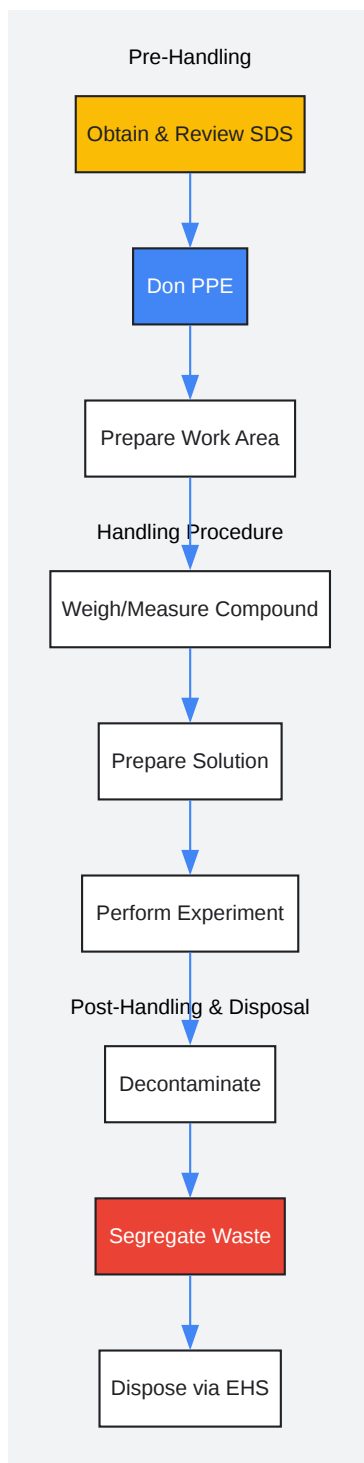 Pre-Handling
Obtain & Review SDS
Don PPE
Prepare Work Area
Handling Procedure
Weigh/Measure Compound
Prepare Solution
Perform Experiment
Post-Handling & Disposal
Decontaminate
Segregate Waste
Dispose via EHS